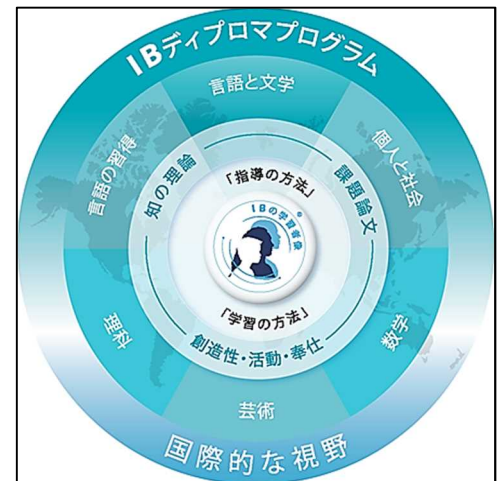 IBディプロマプログラム
言語と文学
言語の習得
個人と社会
知の理論
課題論文
「指導の方法」
IBの学習者像
「学習の方法」
創造性・活動・奉仕
理科
数学
芸術
国際的な視野